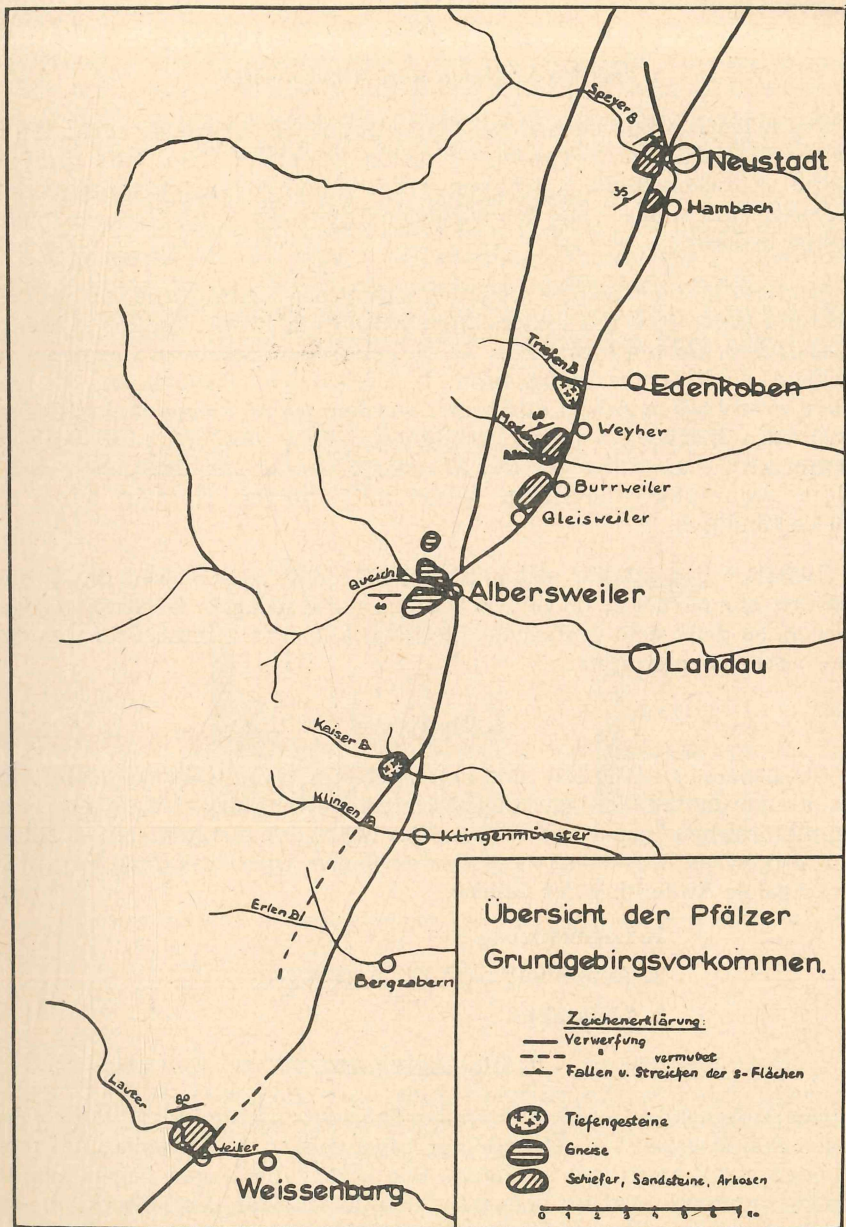 Speyer B
Neustadt
35
Hambach
Triefen B
Edenkoben
Weyher
Burrweiler
Gleisweiler
Queich
Albersweiler
Landau
Kaiser B
Klingen B
Klingenmünster
Erlen B
Bergzabern
Lauter
80
Weiler
Weissenburg
Übersicht der Pfälzer
Grundgebirgsvorkommen.
Zeichenerklärung:
Verwerfung
" vermutet
Fallen u. Streichen der s-Flächen
Tiefengesteine
Gneise
Schiefer, Sandsteine, Arkosen
0 1 2 3 4 5 6 7